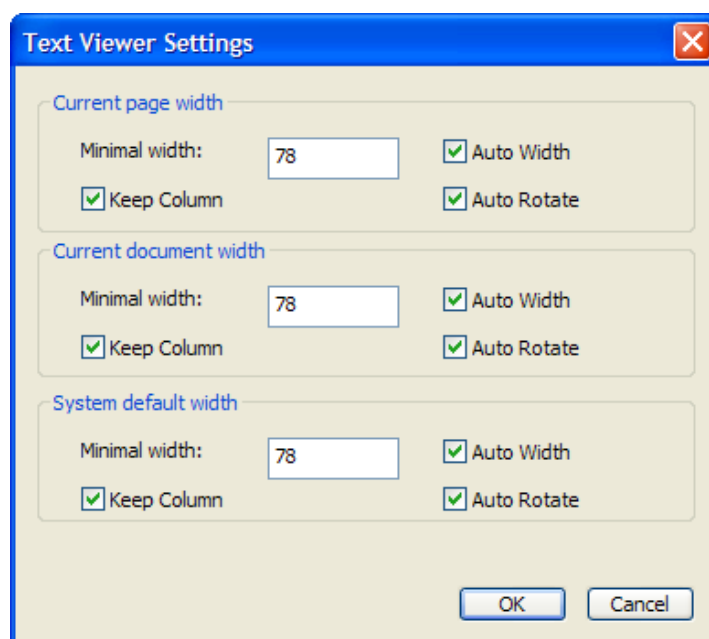 Text Viewer Settings
Current page width
Minimal width: 78 Auto Width
Keep Column Auto Rotate
Current document width
Minimal width: 78 Auto Width
Keep Column Auto Rotate
System default width
Minimal width: 78 Auto Width
Keep Column Auto Rotate
OK Cancel